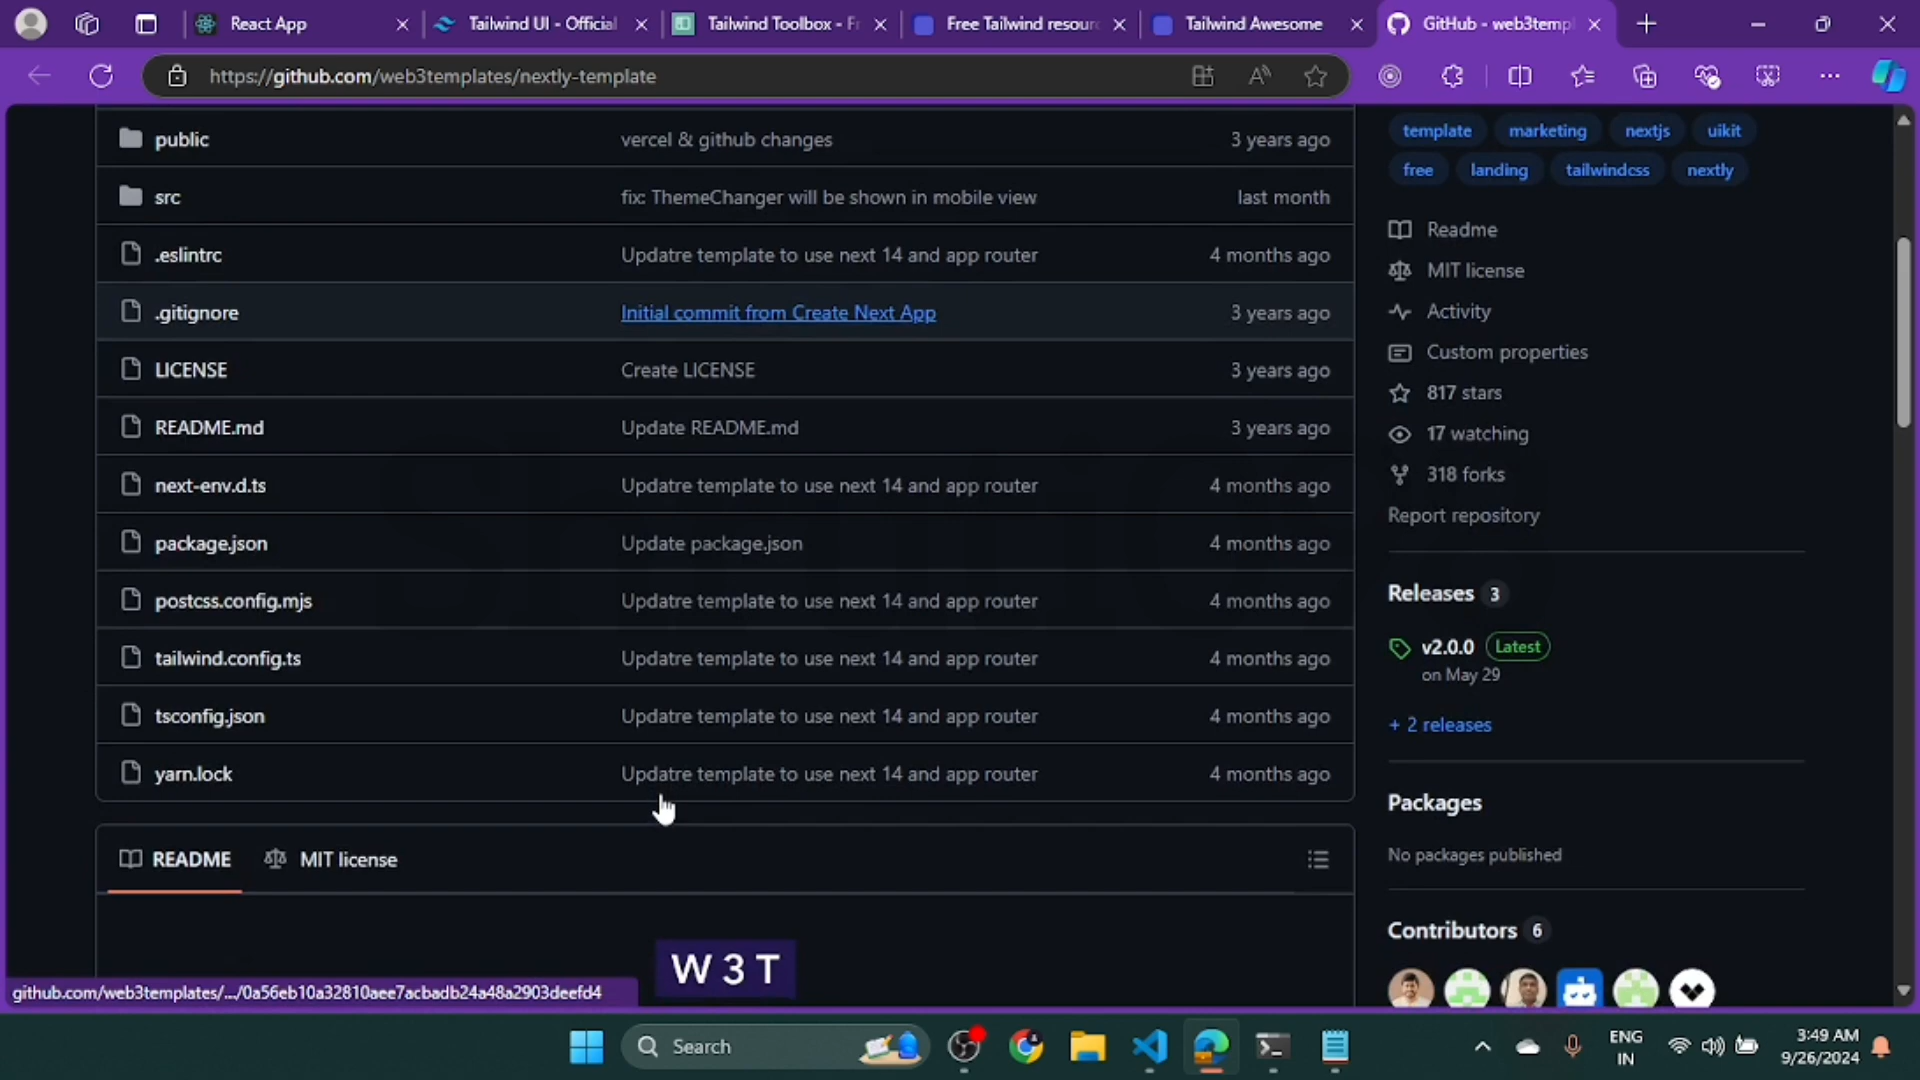 React App
Tailwind UI - Official
Tailwind Toolbox - Fr
Free Tailwind resour
Tailwind Awesome
GitHub - web3temp
https://github.com/web3templates/nextly-template
public vercel & github changes 3 years ago
src fix: ThemeChanger will be shown in mobile view last month
.eslintrc Updatre template to use next 14 and app router 4 months ago
.gitignore Initial commit from Create Next App 3 years ago
LICENSE Create LICENSE 3 years ago
README.md Update README.md 3 years ago
next-env.d.ts Updatre template to use next 14 and app router 4 months ago
package.json Update package.json 4 months ago
postcss.config.mjs Updatre template to use next 14 and app router 4 months ago
tailwind.config.ts Updatre template to use next 14 and app router 4 months ago
tsconfig.json Updatre template to use next 14 and app router 4 months ago
yarn.lock Updatre template to use next 14 and app router 4 months ago
README MIT license
W3T
github.com/web3templates/.../0a56eb10a32810aee7acbadb24a48a2903deefd4
template marketing nextjs uikit
free landing tailwindcss nextly
Readme
MIT license
Activity
Custom properties
817 stars
17 watching
318 forks
Report repository
Releases 3
v2.0.0 Latest
on May 29
+ 2 releases
Packages
No packages published
Contributors 6
Search
ENG
IN
3:49 AM
9/26/2024